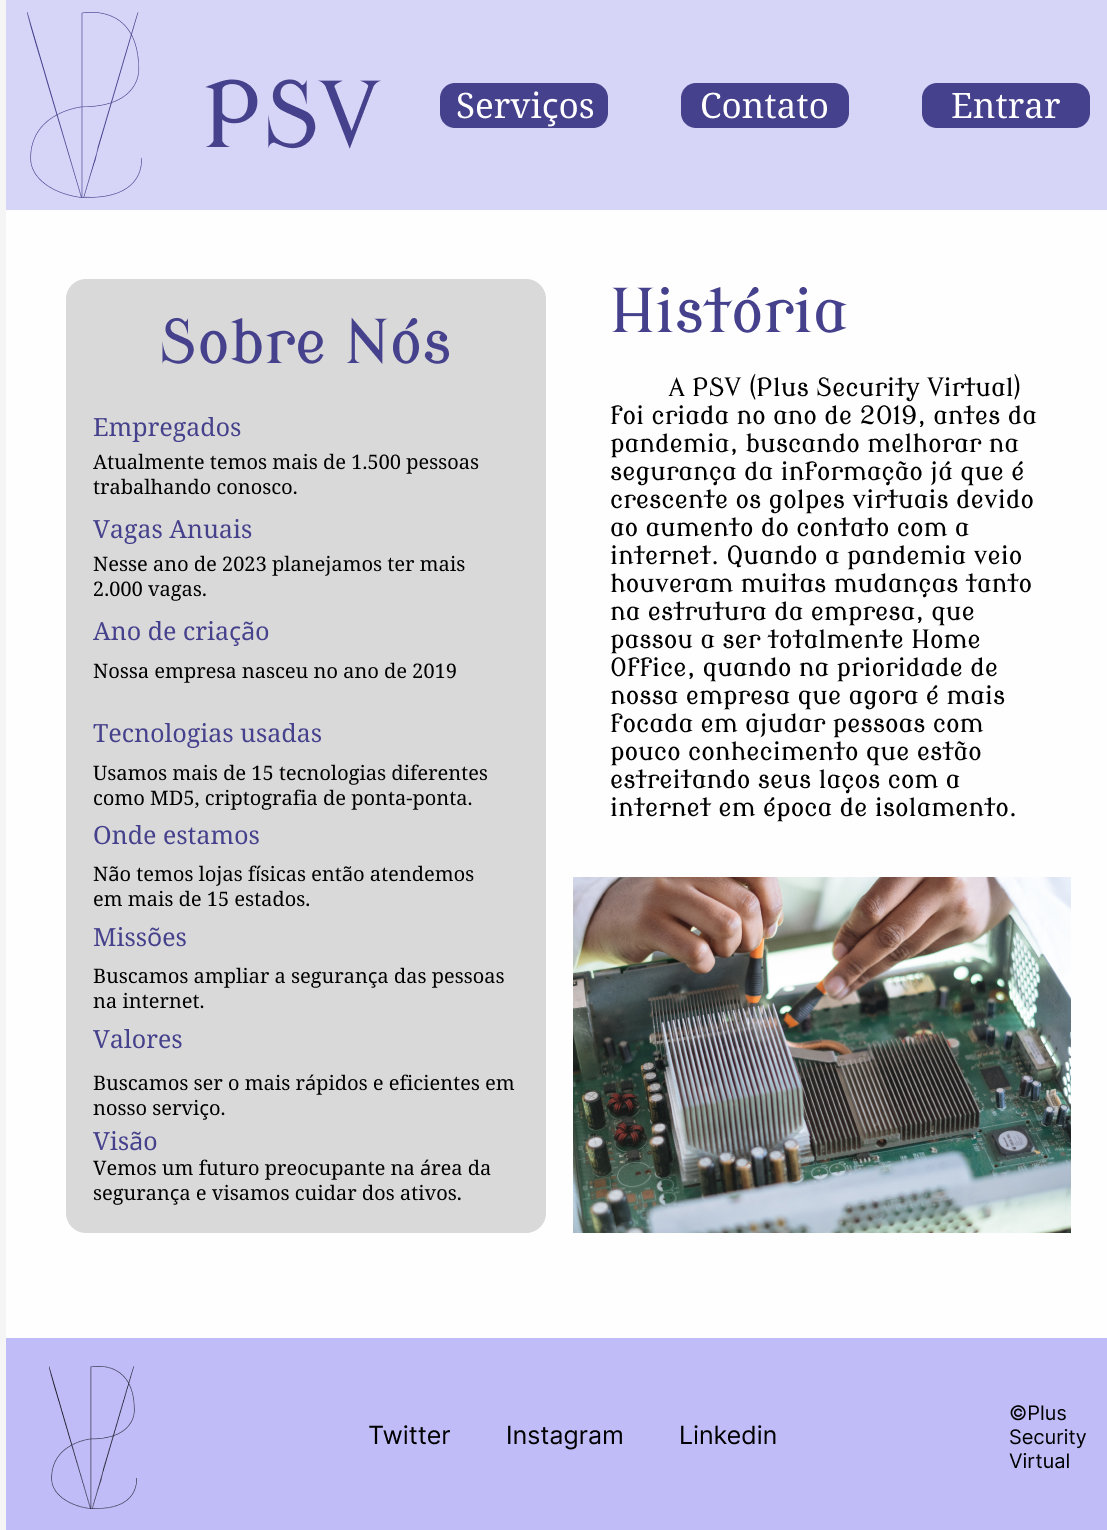 PSV
Serviços
Contato
Entrar
Sobre Nós
Empregados
Atualmente temos mais de 1.500 pessoas
trabalhando conosco.
Vagas Anuais
Nesse ano de 2023 planejamos ter mais
2.000 vagas.
Ano de criação
Nossa empresa nasceu no ano de 2019
Tecnologias usadas
Usamos mais de 15 tecnologias diferentes
como MD5, criptografia de ponta-ponta.
Onde estamos
Não temos lojas físicas então atendemos
em mais de 15 estados.
Missões
Buscamos ampliar a segurança das pessoas
na internet.
Valores
Buscamos ser o mais rápidos e eficientes em
nosso serviço.
Visão
Vemos um futuro preocupante na área da
segurança e visamos cuidar dos ativos.
História
A PSV (Plus Security Virtual)
foi criada no ano de 2019, antes da
pandemia, buscando melhorar na
segurança da informação já que é
crescente os golpes virtuais devido
ao aumento do contato com a
internet. Quando a pandemia veio
houveram muitas mudanças tanto
na estrutura da empresa, que
passou a ser totalmente Home
Office, quando na prioridade de
nossa empresa que agora é mais
focada em ajudar pessoas com
pouco conhecimento que estão
estreitando seus laços com a
internet em época de isolamento.
Twitter
Instagram
Linkedin
©Plus
Security
Virtual